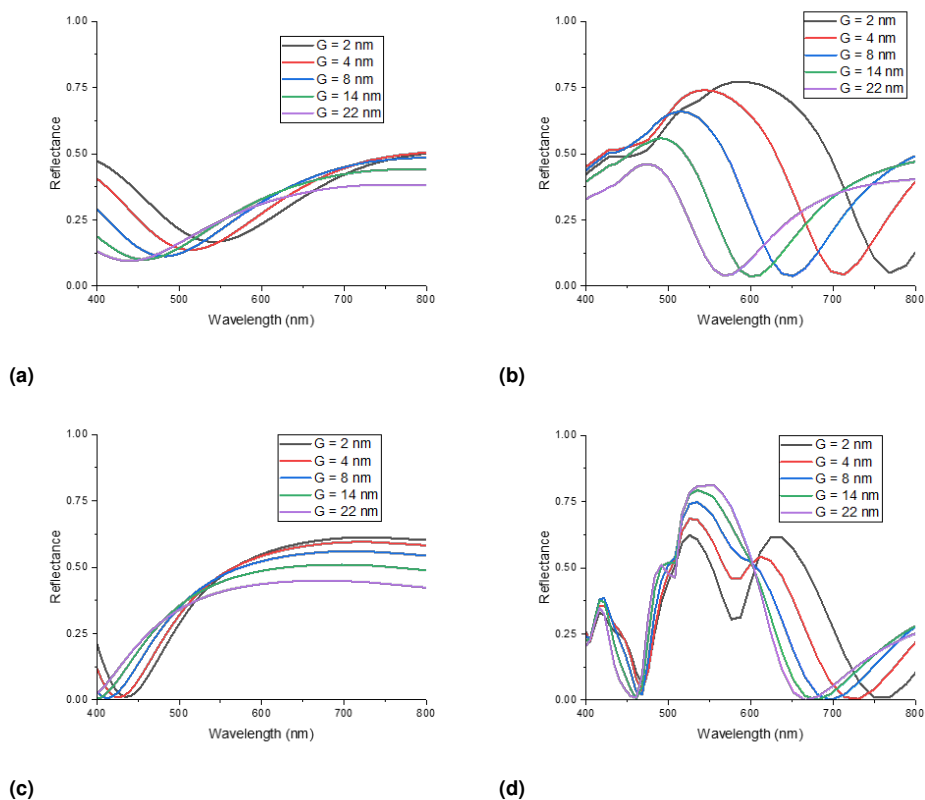 1.00
0.75
0.50
0.25
0.00
Reflectance
400 500 600 700 800
Wavelength (nm)
G = 2 nm
G = 4 nm
G = 8 nm
G = 14 nm
G = 22 nm
(a)
1.00
0.75
0.50
0.25
0.00
Reflectance
400 500 600 700 800
Wavelength (nm)
G = 2 nm
G = 4 nm
G = 8 nm
G = 14 nm
G = 22 nm
(b)
1.00
0.75
0.50
0.25
0.00
Reflectance
400 500 600 700 800
Wavelength (nm)
G = 2 nm
G = 4 nm
G = 8 nm
G = 14 nm
G = 22 nm
(c)
1.00
0.75
0.50
0.25
0.00
Reflectance
400 500 600 700 800
Wavelength (nm)
G = 2 nm
G = 4 nm
G = 8 nm
G = 14 nm
G = 22 nm
(d)